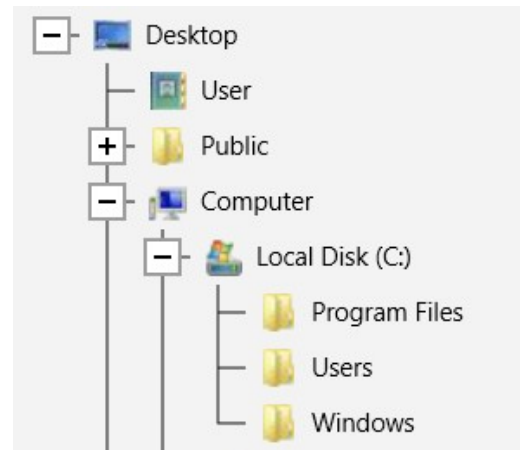 Desktop
User
Public
Computer
Local Disk (C:)
Program Files
Users
Windows